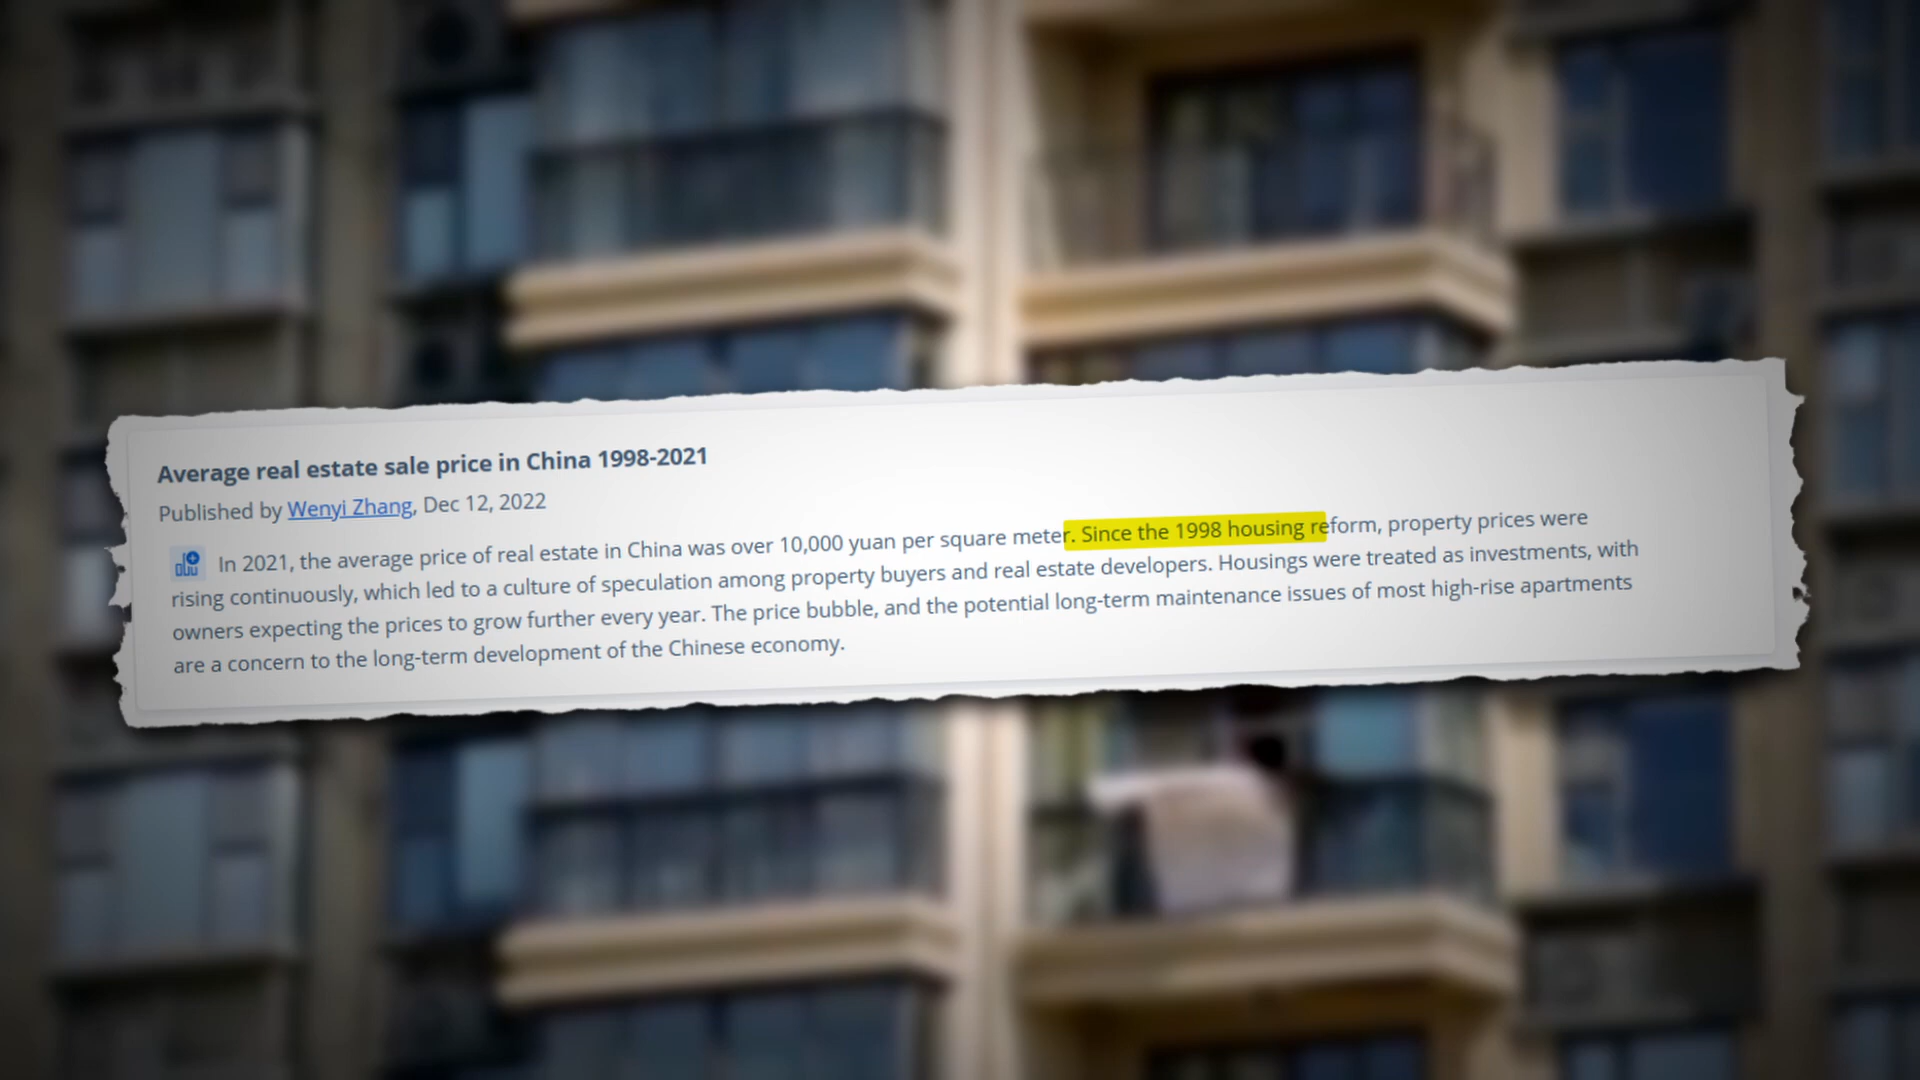 Average real estate sale price in China 1998-2021
Published by Wenyi Zhang, Dec 12, 2022
In 2021, the average price of real estate in China was over 10,000 yuan per square meter. Since the 1998 housing reform, property prices were
rising continuously, which led to a culture of speculation among property buyers and real estate developers. Housings were treated as investments, with
owners expecting the prices to grow further every year. The price bubble, and the potential long-term maintenance issues of most high-rise apartments
are a concern to the long-term development of the Chinese economy.